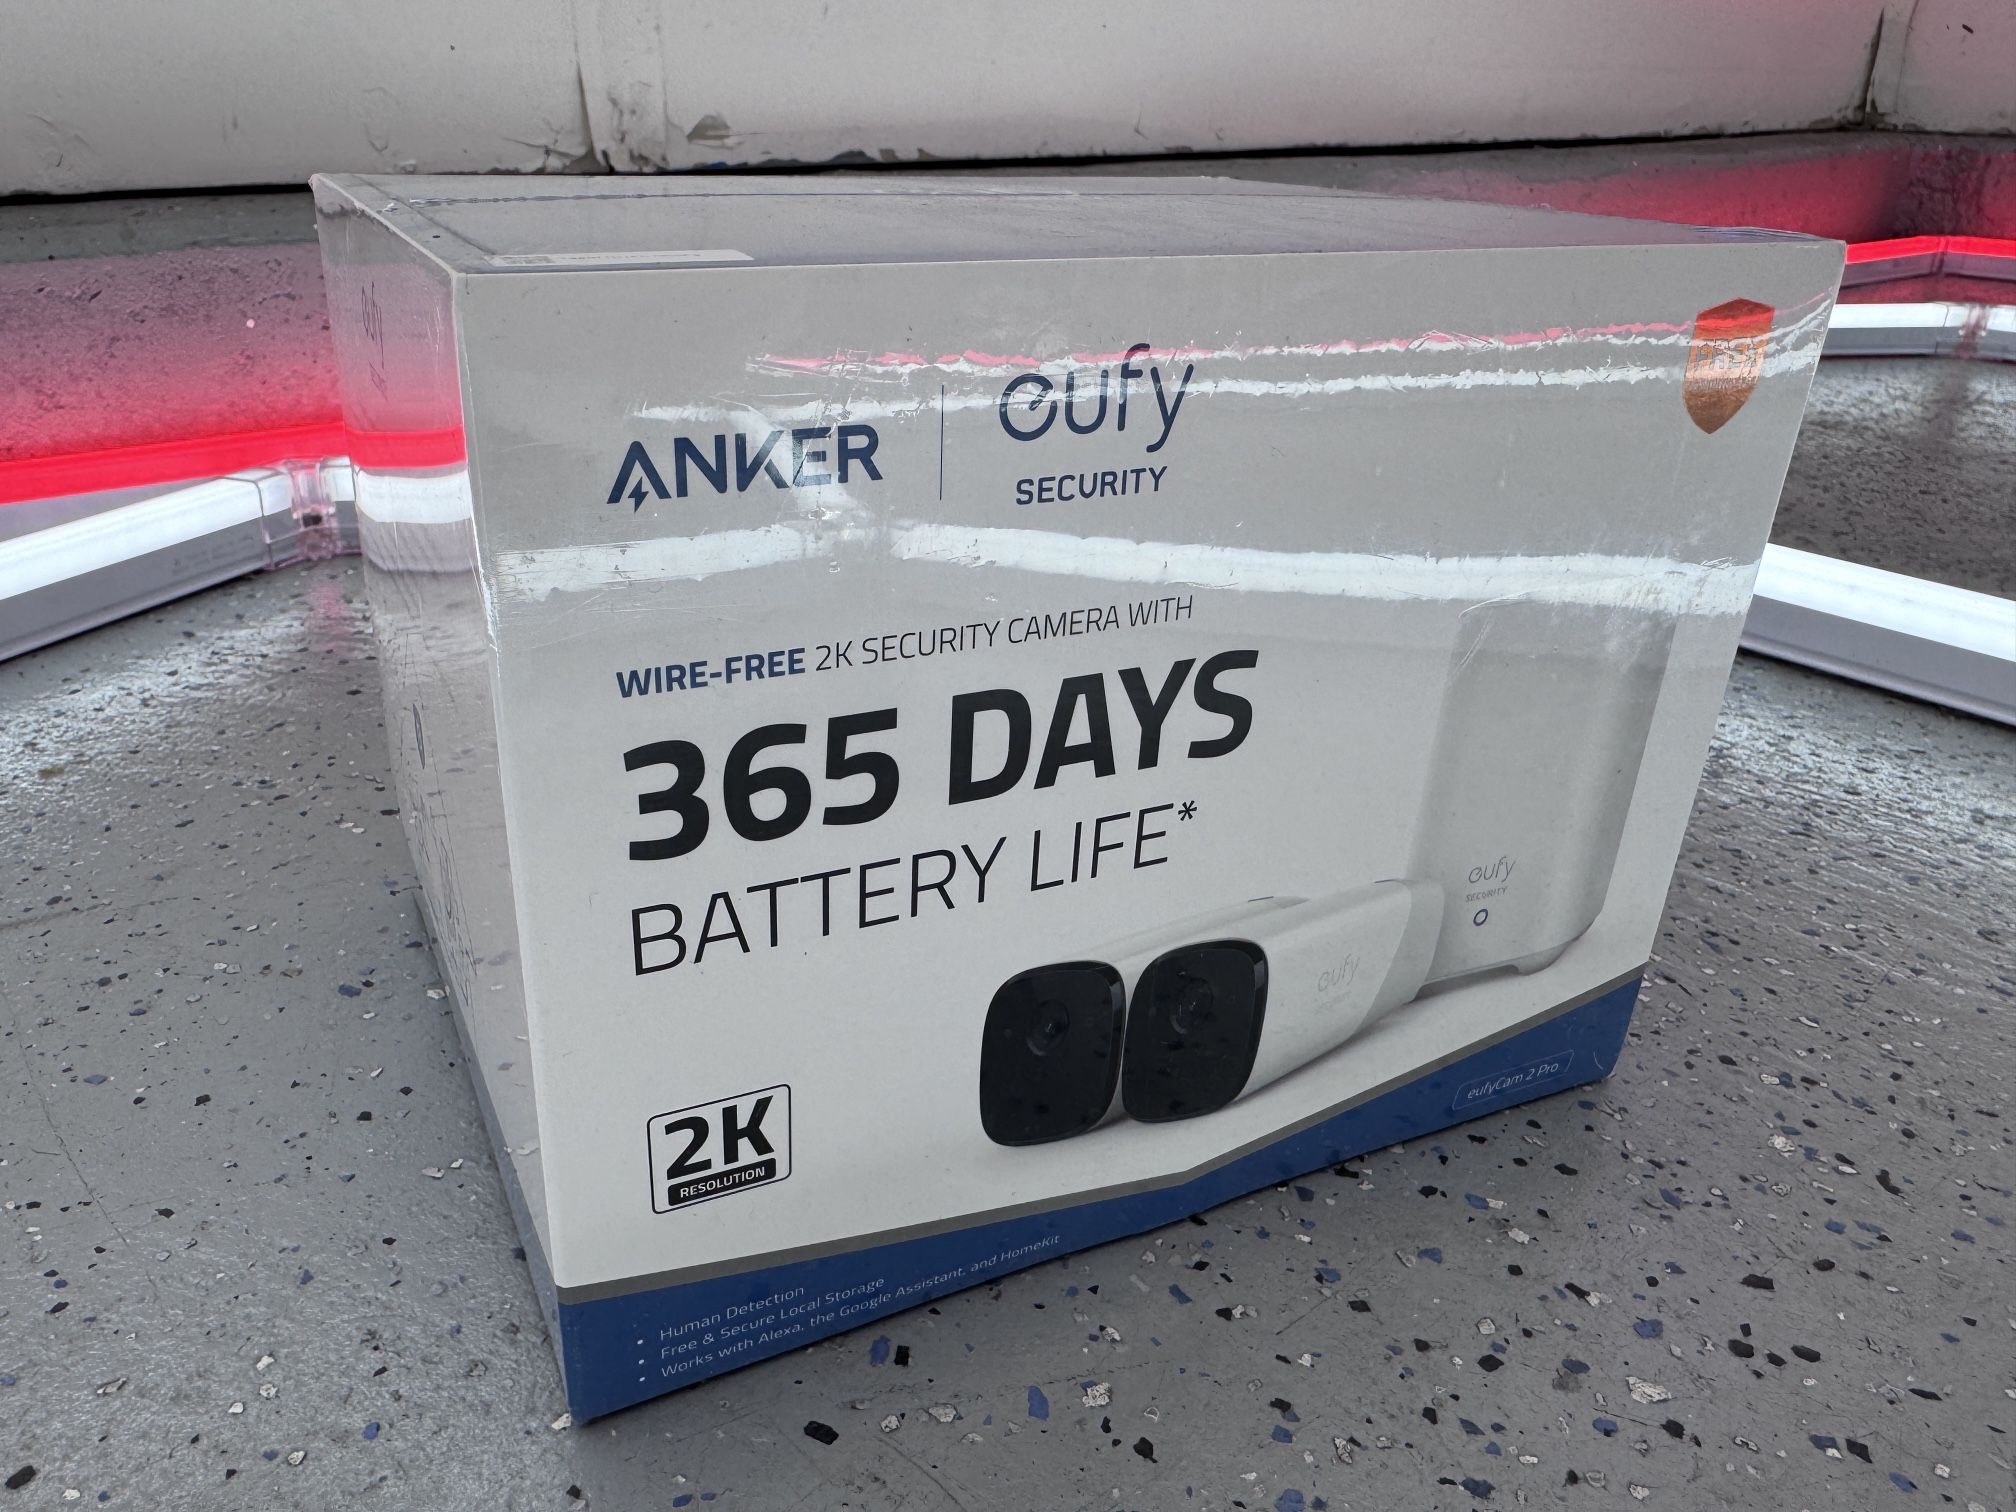 eufy
ANKER
eufy
SECURITY
WIRE-FREE 2K SECURITY CAMERA WITH
365 DAYS
BATTERY LIFE*
eufy
SECURITY
eufy
2K
RESOLUTION
eufyCam 2 Pro
• Human Detection
• Free & Secure Local Storage
• Works with Alexa, the Google Assistant, and HomeKit